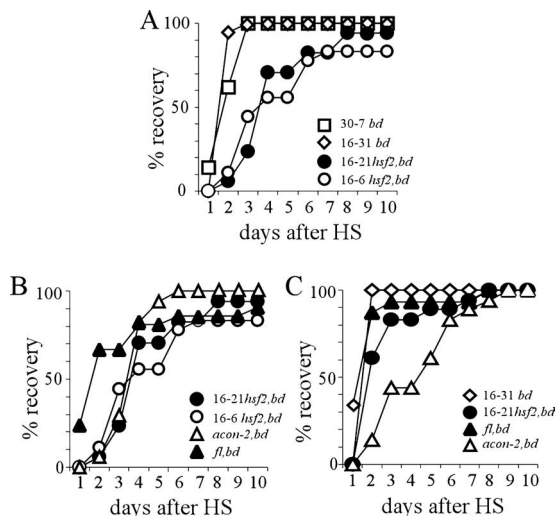 A
100
50
0
% recovery
1 2 3 4 5 6 7 8 9 10
days after HS
30-7 bd
16-31 bd
16-21hsf2,bd
16-6 hsf2,bd
B
100
50
0
% recovery
1 2 3 4 5 6 7 8 9 10
days after HS
16-21hsf2,bd
16-6 hsf2,bd
acon-2,bd
fl,bd
C
100
50
0
% recovery
1 2 3 4 5 6 7 8 9 10
days after HS
16-31 bd
16-21hsf2,bd
fl,bd
acon-2,bd